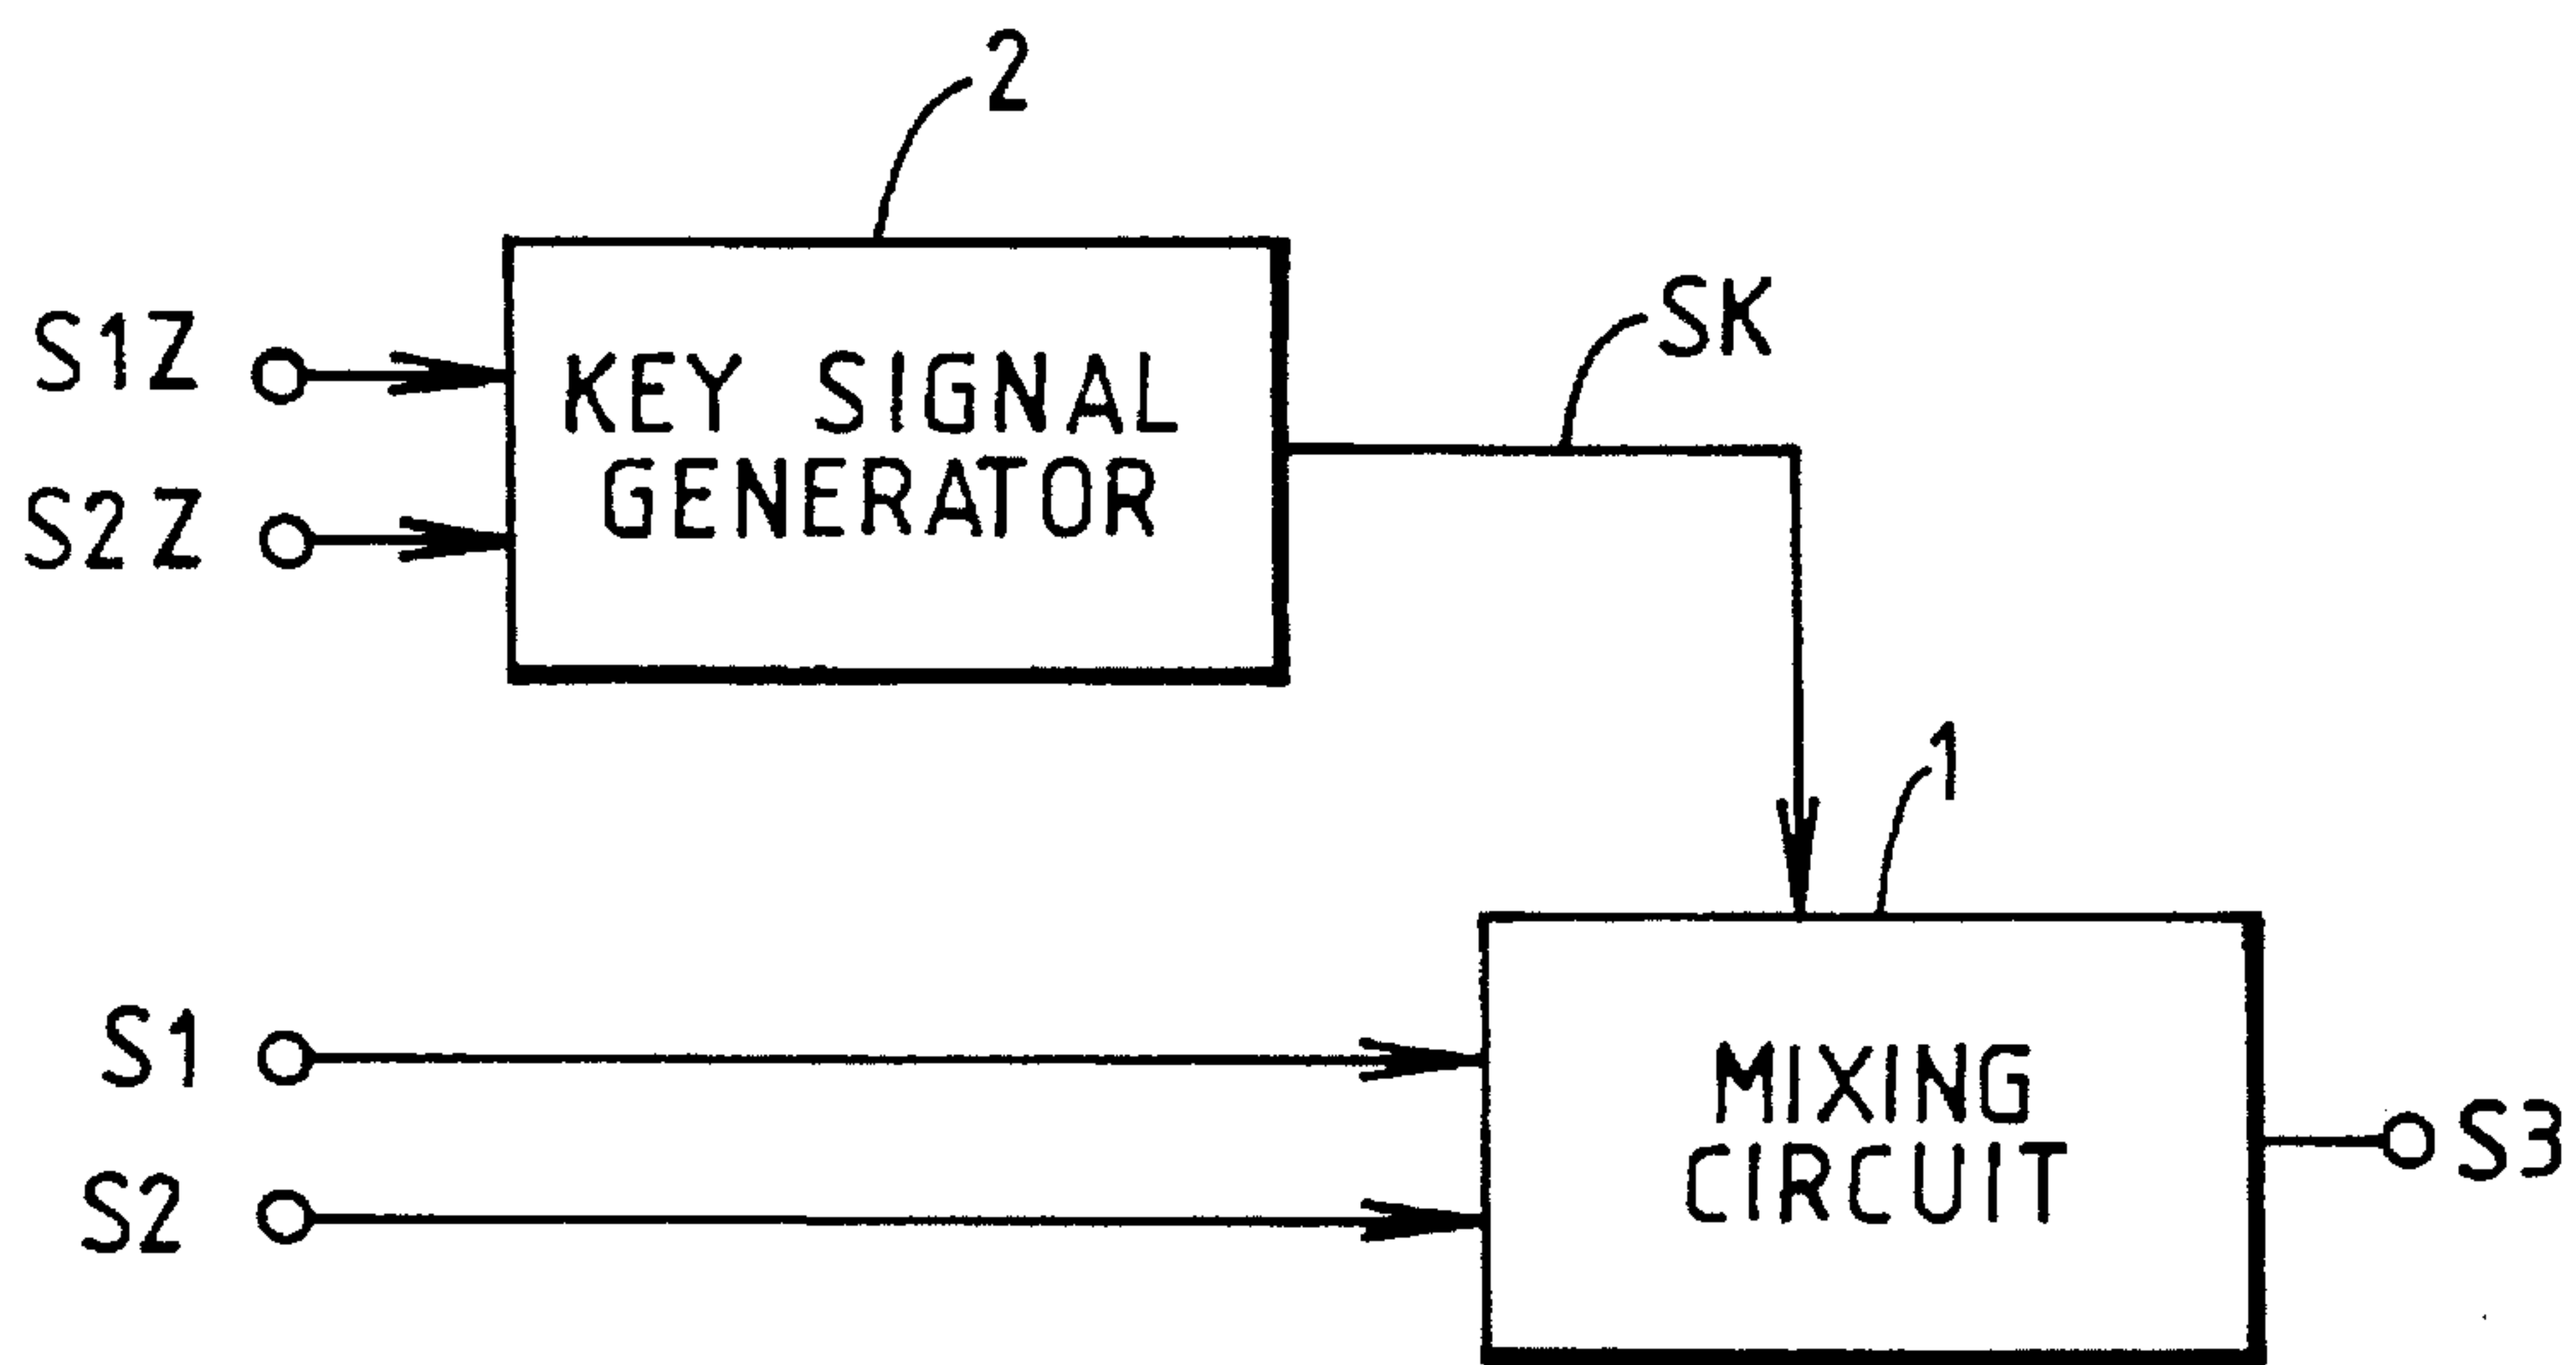 2
S1Z
S2Z
KEY SIGNAL
GENERATOR
SK
1
S1
S2
MIXING
CIRCUIT
S3